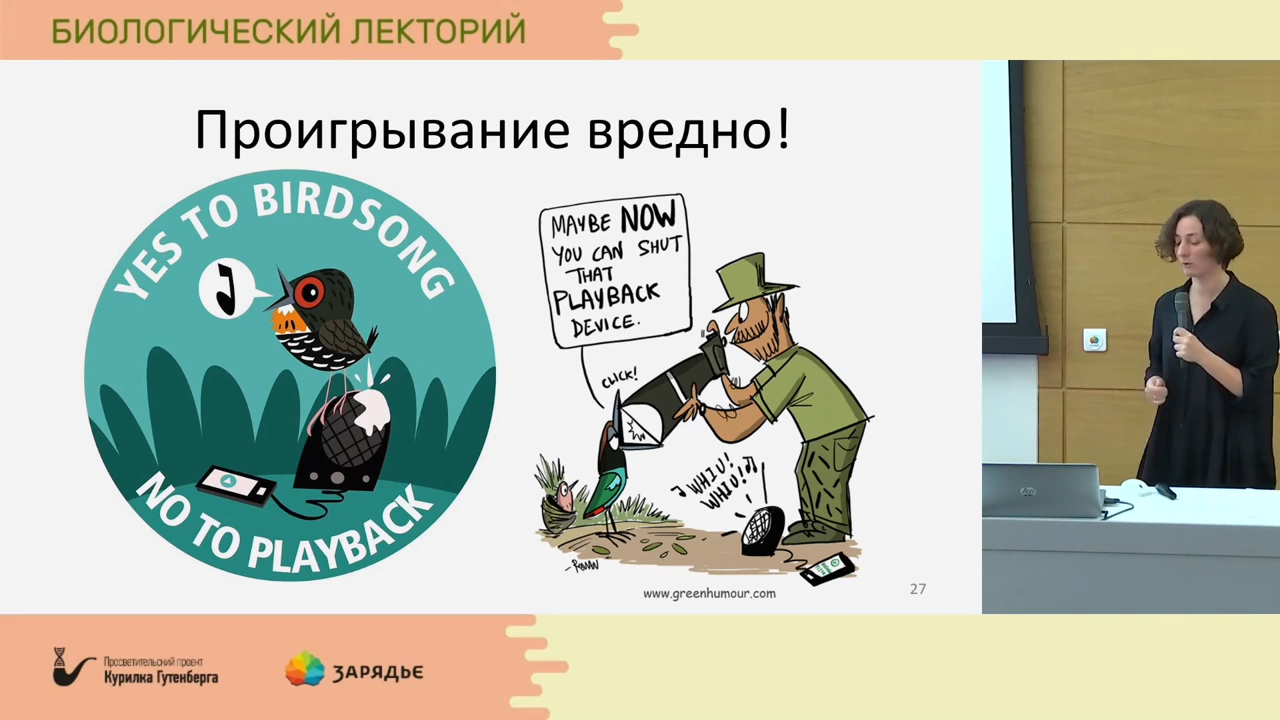 БИОЛОГИЧЕСКИЙ ЛЕКТОРИЙ
Проигрывание вредно!
YES TO BIRDSONG
NO TO PLAYBACK
MAYBE NOW
YOU CAN SHUT
THAT
PLAYBACK
DEVICE.
CLICK!
WHIU!
WHIU!
www.greenhumour.com
27
Просветительский проект
Курилка Гутенберга
ЗАРЯДЬЕ
hp